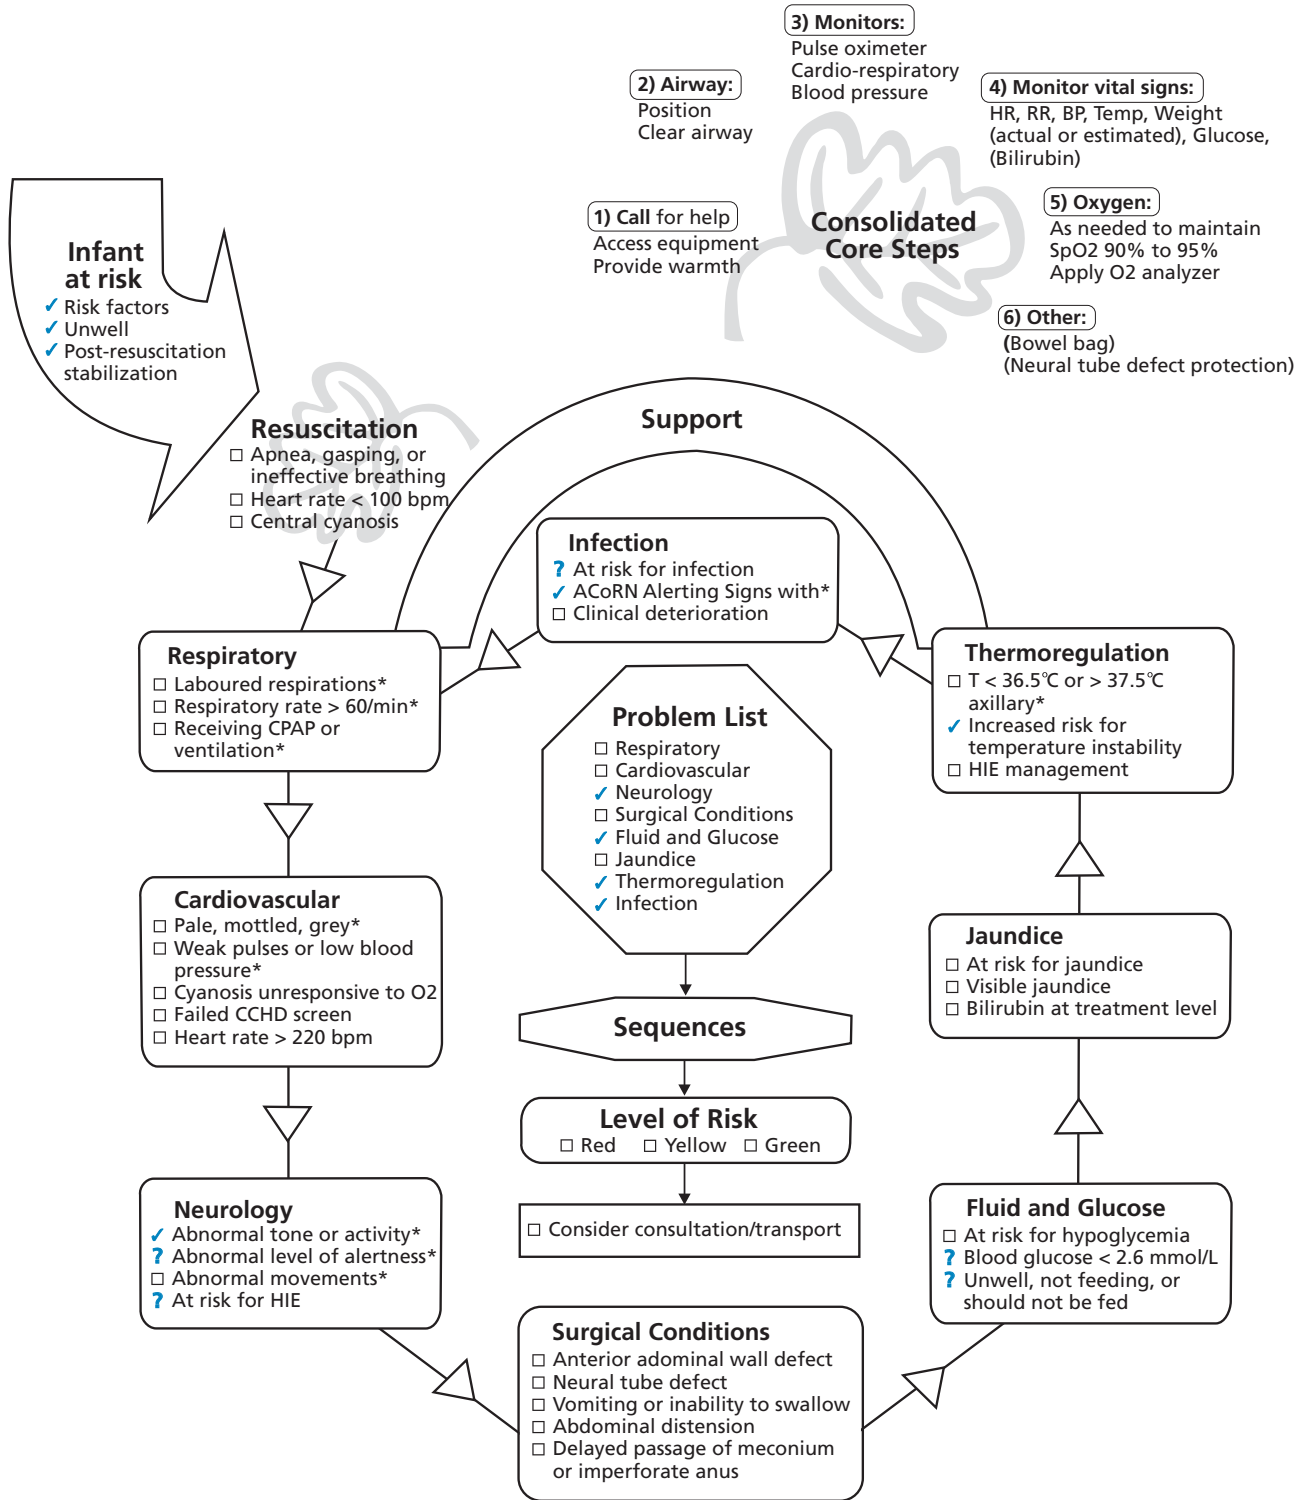 3) Monitors:
Pulse oximeter
Cardio-respiratory
Blood pressure
2) Airway:
Position
Clear airway
4) Monitor vital signs:
HR, RR, BP, Temp, Weight
(actual or estimated), Glucose,
(Bilirubin)
1) Call for help
Access equipment
Provide warmth
Consolidated
Core Steps
5) Oxygen:
As needed to maintain
SpO2 90% to 95%
Apply O2 analyzer
6) Other:
(Bowel bag)
(Neural tube defect protection)
Infant
at risk
✓ Risk factors
✓ Unwell
✓ Post-resuscitation
stabilization
Resuscitation
☐ Apnea, gasping, or
ineffective breathing
☐ Heart rate < 100 bpm
☐ Central cyanosis
Support
Infection
? At risk for infection
✓ ACoRN Alerting Signs with*
☐ Clinical deterioration
Respiratory
☐ Laboured respirations*
☐ Respiratory rate > 60/min*
☐ Receiving CPAP or
ventilation*
Thermoregulation
☐ T < 36.5°C or > 37.5°C
axillary*
✓ Increased risk for
temperature instability
☐ HIE management
Problem List
☐ Respiratory
☐ Cardiovascular
✓ Neurology
☐ Surgical Conditions
✓ Fluid and Glucose
☐ Jaundice
✓ Thermoregulation
✓ Infection
Cardiovascular
☐ Pale, mottled, grey*
☐ Weak pulses or low blood
pressure*
☐ Cyanosis unresponsive to O2
☐ Failed CCHD screen
☐ Heart rate > 220 bpm
Jaundice
☐ At risk for jaundice
☐ Visible jaundice
☐ Bilirubin at treatment level
Sequences
Level of Risk
☐ Red ☐ Yellow ☐ Green
☐ Consider consultation/transport
Neurology
✓ Abnormal tone or activity*
? Abnormal level of alertness*
☐ Abnormal movements*
? At risk for HIE
Fluid and Glucose
☐ At risk for hypoglycemia
? Blood glucose < 2.6 mmol/L
? Unwell, not feeding, or
should not be fed
Surgical Conditions
☐ Anterior adominal wall defect
☐ Neural tube defect
☐ Vomiting or inability to swallow
☐ Abdominal distension
☐ Delayed passage of meconium
or imperforate anus